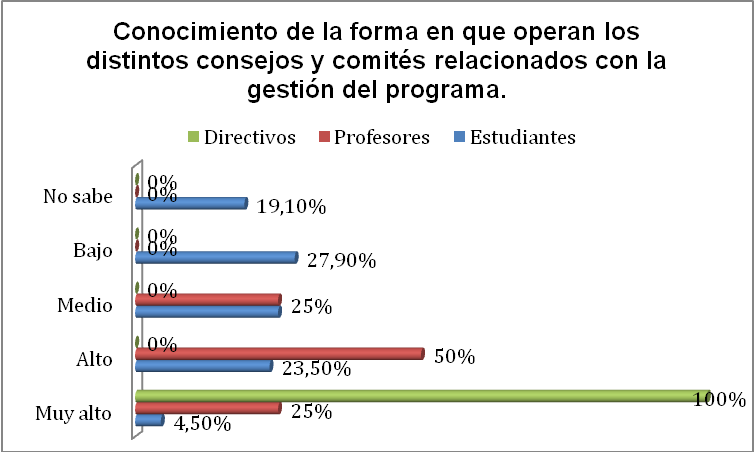 Conocimiento de la forma en que operan los
distintos consejos y comités relacionados con la
gestión del programa.
Directivos Profesores Estudiantes
No sabe
0%
0%
19,10%
Bajo
0%
0%
27,90%
Medio
25%
Alto
0%
50%
23,50%
Muy alto
100%
25%
4,50%